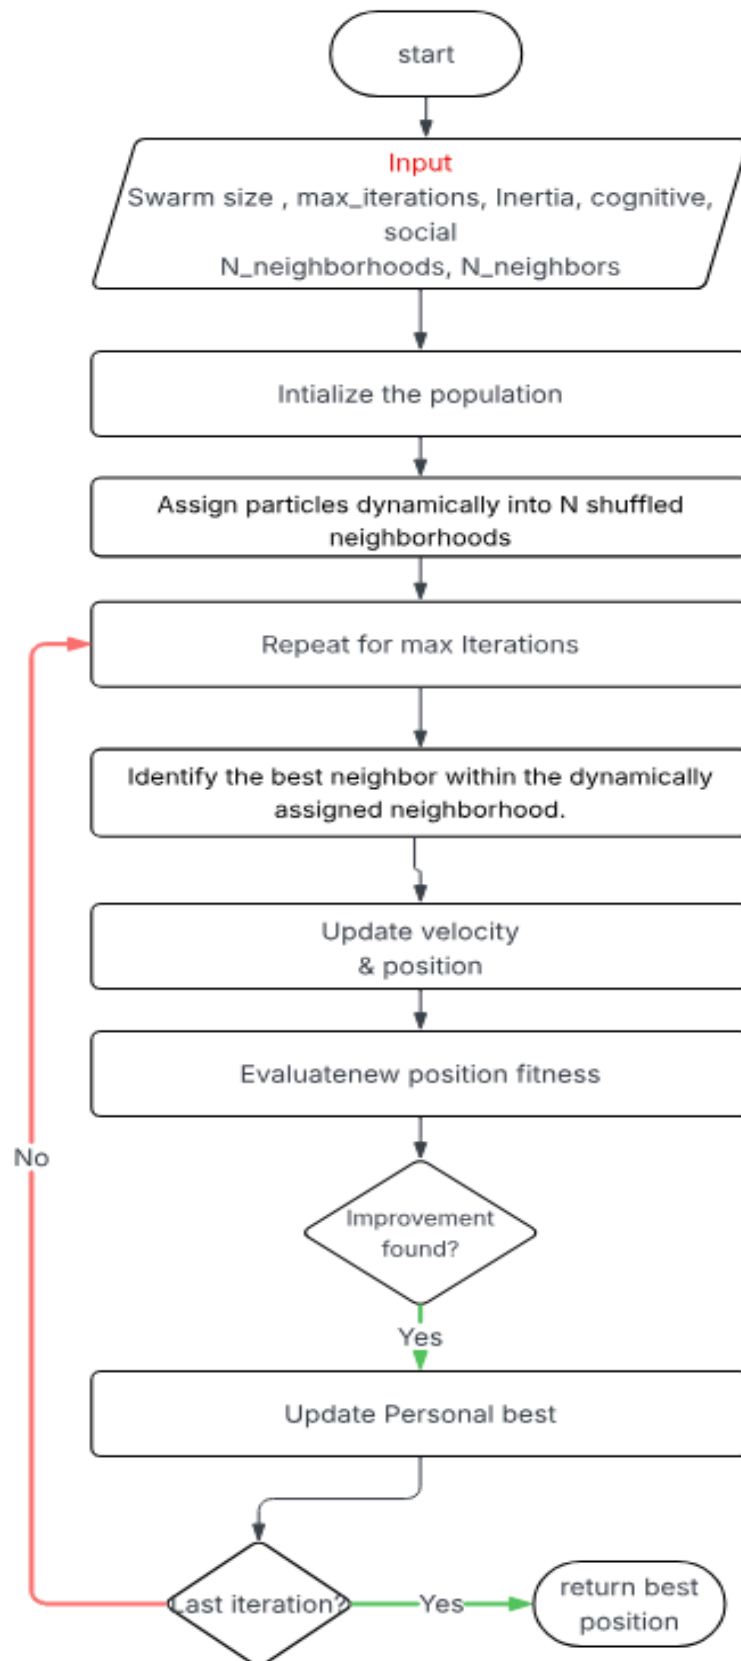 start
Input
Swarm size , max_iterations, Inertia, cognitive,
social
N_neighborhoods, N_neighbors
Intialize the population
Assign particles dynamically into N shuffled
neighborhoods
Repeat for max Iterations
Identify the best neighbor within the dynamically
assigned neighborhood.
Update velocity
& position
Evaluatenew position fitness
No
Improvement
found?
Yes
Update Personal best
Last iteration?
Yes
return best
position